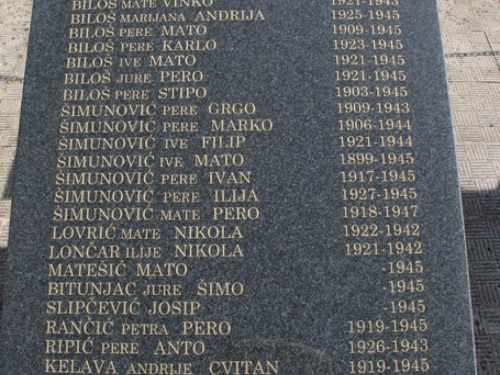 BILOŠ MATE VINKO 1921-1943
BILOŠ MARIJANA ANDRIJA 1925-1945
BILOŠ PERE MATO 1909-1945
BILOŠ PERE KARLO 1923-1945
BILOŠ IVE MATO 1921-1945
BILOŠ JURE PERO 1921-1945
BILOŠ PERE STIPO 1903-1945
ŠIMUNOVIĆ PERE GRGO 1909-1943
ŠIMUNOVIĆ PERE MARKO 1906-1944
ŠIMUNOVIĆ IVE FILIP 1921-1944
ŠIMUNOVIĆ IVE MATO 1899-1945
ŠIMUNOVIĆ PERE IVAN 1917-1945
ŠIMUNOVIĆ PERE ILIJA 1927-1945
ŠIMUNOVIĆ MATE PERO 1918-1947
LOVRIĆ MATE NIKOLA 1922-1942
LONČAR ILIJE NIKOLA 1921-1942
MATEŠIĆ MATO -1945
BITUNJAC JURE ŠIMO -1945
SLIPČEVIĆ JOSIP -1945
RANČIĆ PETRA PERO 1919-1945
RIPIĆ PERE ANTO 1926-1943
KELAVA ANDRIJE CVITAN 1919-1945